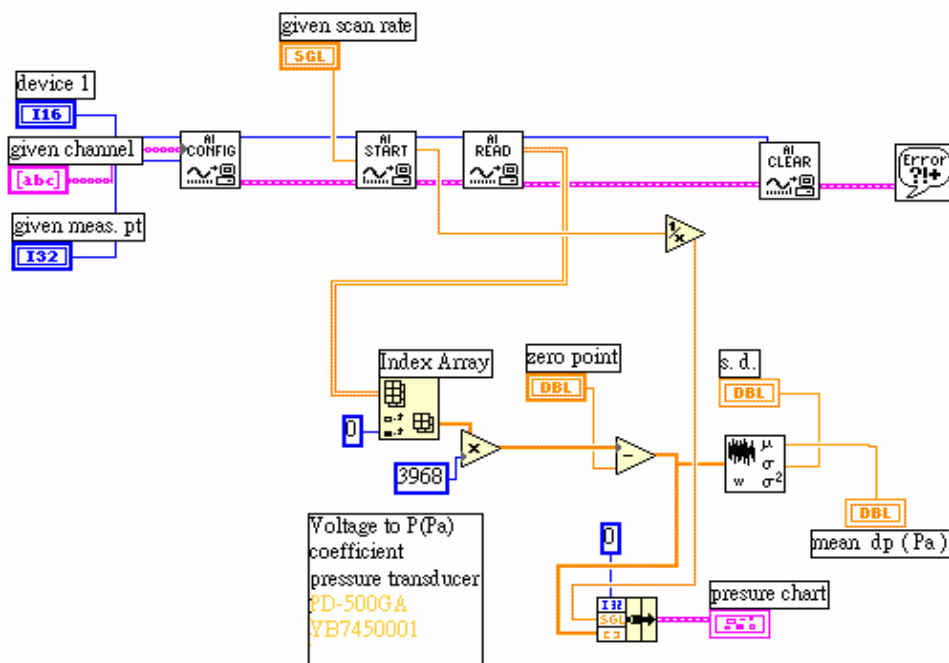 given scan rate
SGL
device 1
I16
given channel
[abc]
given meas. pt
I32
AI
CONFIG
AI
START
AI
READ
AI
CLEAR
Error
?!+
1/x
Index Array
0
×
3968
zero point
DBL
−
s. d.
DBL
μ
σ
w σ²
DBL
mean dp (Pa)
Voltage to P(Pa)
coefficient
pressure transducer
PD-500GA
YB7450001
0
I32
SGL
[ ]
presure chart